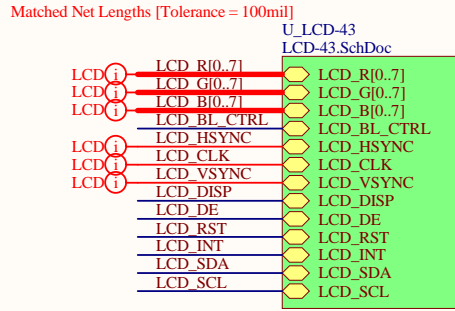 Matched Net Lengths [Tolerance = 100mil]
U_LCD-43
LCD-43.SchDoc
LCD i LCD_R[0..7] LCD_R[0..7]
LCD i LCD_G[0..7] LCD_G[0..7]
LCD i LCD_B[0..7] LCD_B[0..7]
LCD_BL_CTRL LCD_BL_CTRL
LCD i LCD_HSYNC LCD_HSYNC
LCD i LCD_CLK LCD_CLK
LCD i LCD_VSYNC LCD_VSYNC
LCD_DISP LCD_DISP
LCD_DE LCD_DE
LCD_RST LCD_RST
LCD_INT LCD_INT
LCD_SDA LCD_SDA
LCD_SCL LCD_SCL